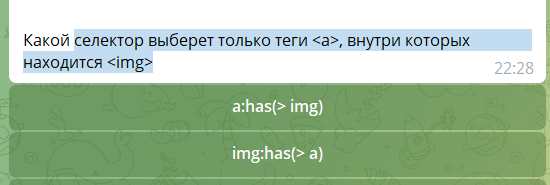 Какой селектор выберет только теги <a>, внутри которых
находится <img>
22:28
a:has(> img)
img:has(> a)